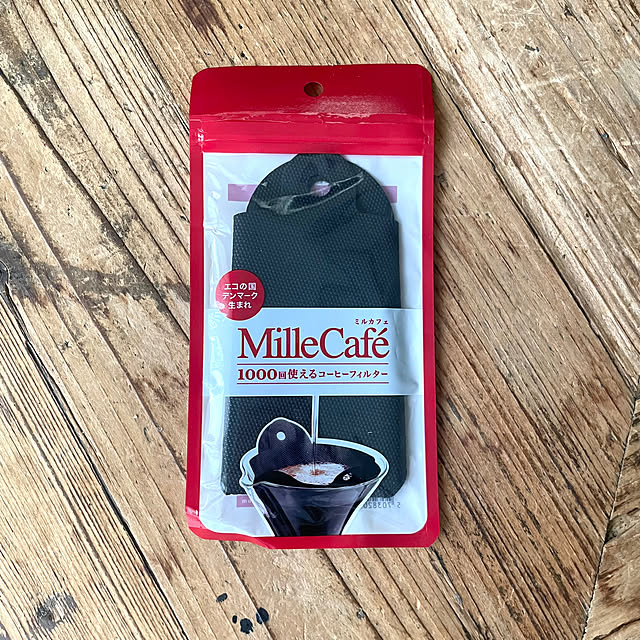 エコの国
デンマーク
生まれ
ミルカフェ
MilleCafé
1000回使えるコーヒーフィルター